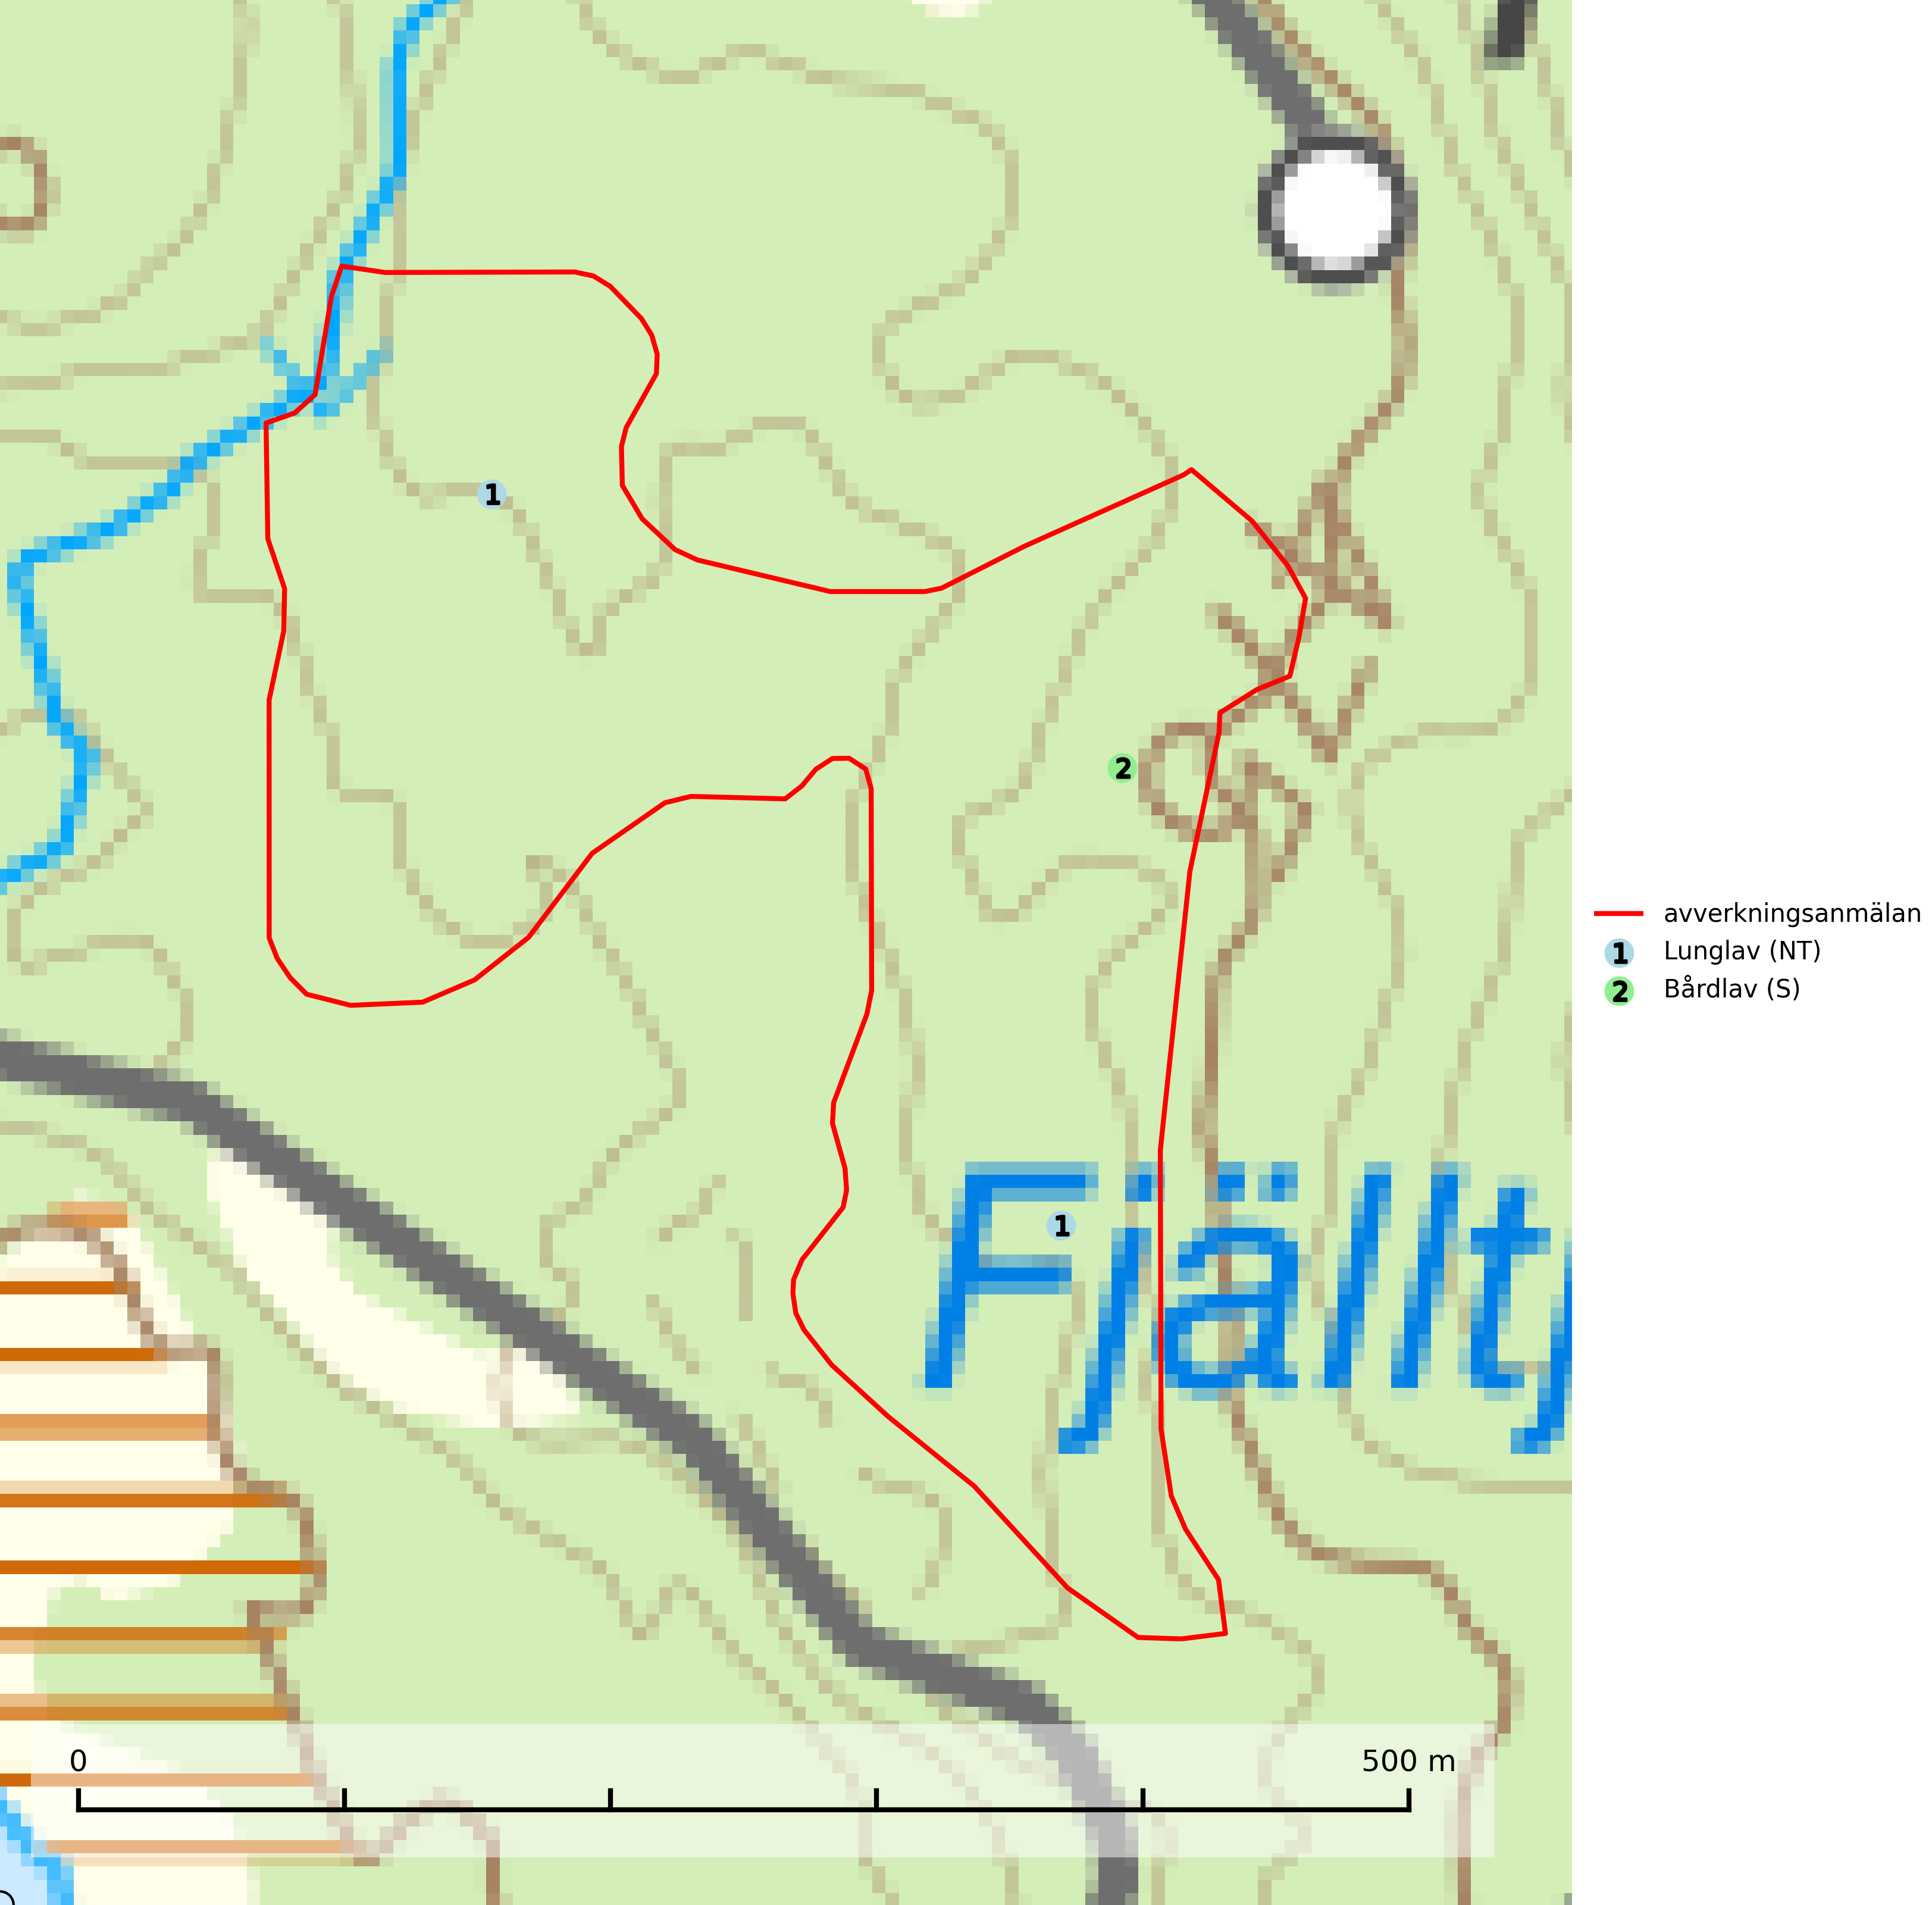 1
2
1
Fjällt
0 500 m
avverkningsanmälan
1 Lunglav (NT)
2 Bårdlav (S)